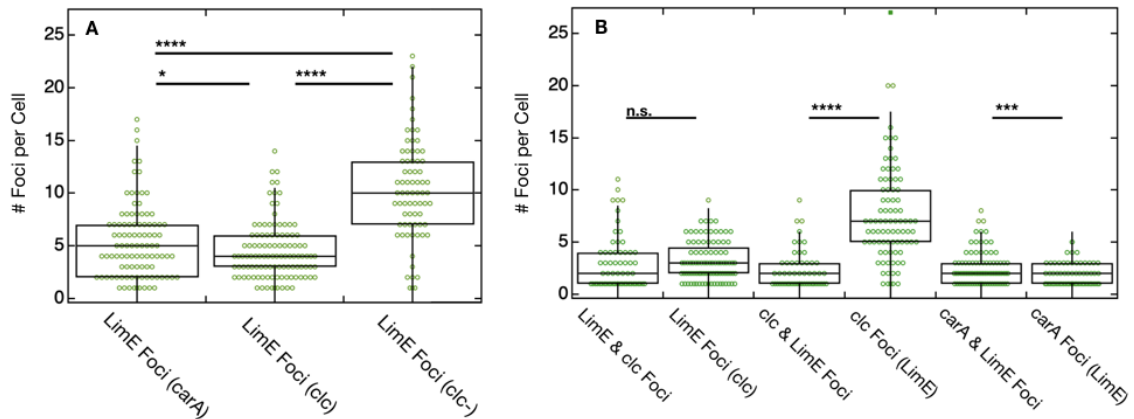 A
25
20
15
10
5
0
# Foci per Cell
****
*
****
LimE Foci (carA)
LimE Foci (clc)
LimE Foci (clc-)
B
25
20
15
10
5
0
# Foci per Cell
n.s.
****
***
LimE & clc Foci
LimE Foci (clc)
clc & LimE Foci
clc Foci (LimE)
carA & LimE Foci
carA Foci (LimE)